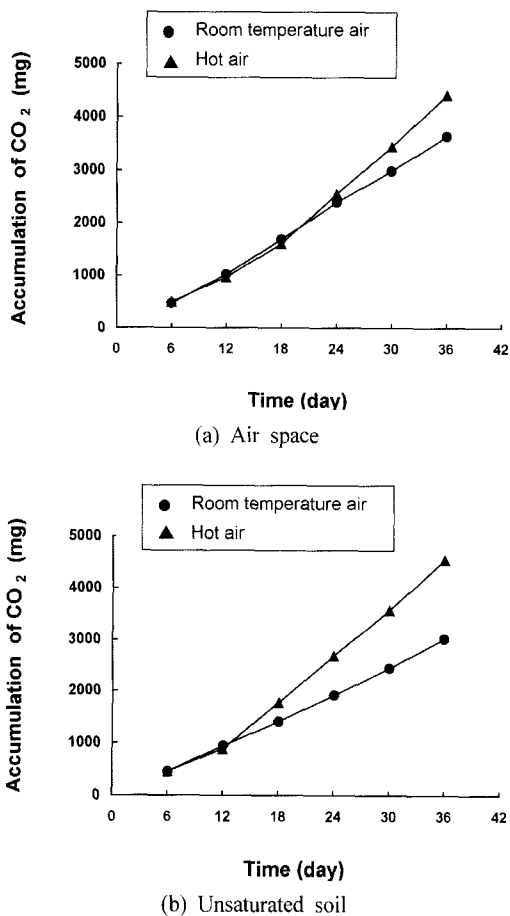 Room temperature air
Hot air
Accumulation of CO2 (mg)
5000
4000
3000
2000
1000
0
0 6 12 18 24 30 36 42
Time (day)
(a) Air space
Room temperature air
Hot air
Accumulation of CO2 (mg)
5000
4000
3000
2000
1000
0
0 6 12 18 24 30 36 42
Time (day)
(b) Unsaturated soil